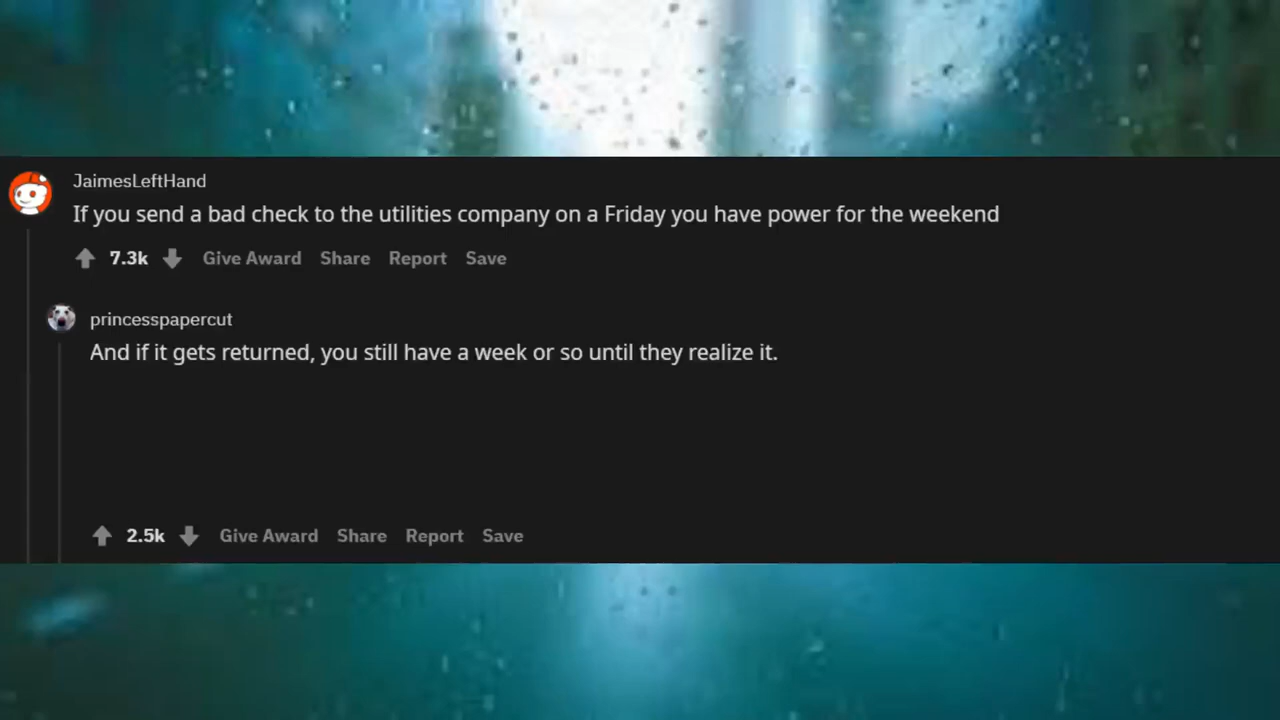 JaimesLeftHand
If you send a bad check to the utilities company on a Friday you have power for the weekend
7.3k Give Award Share Report Save
princesspapercut
And if it gets returned, you still have a week or so until they realize it.
2.5k Give Award Share Report Save